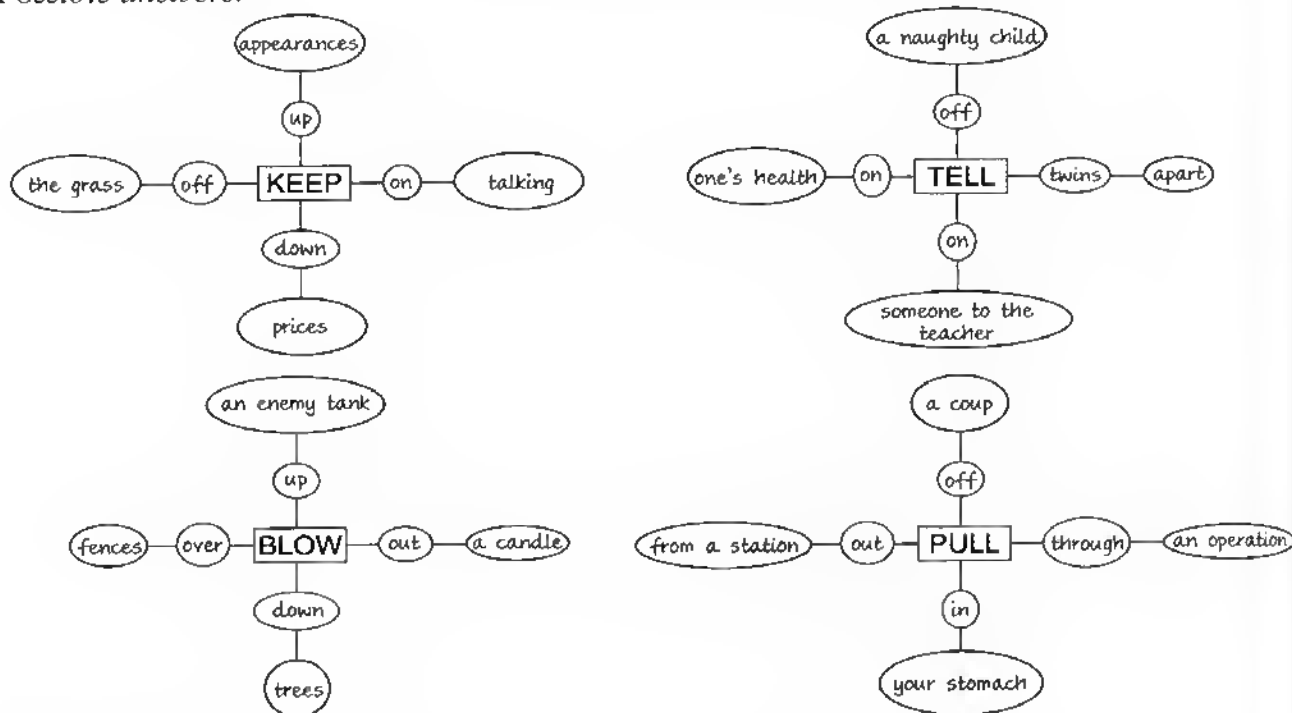 Possible answers:
appearances
up
the grass off KEEP on talking
down
prices
a naughty child
off
one's health on TELL twins apart
on
someone to the
teacher
an enemy tank
up
fences over BLOW out a candle
down
trees
a coup
off
from a station out PULL through an operation
in
your stomach